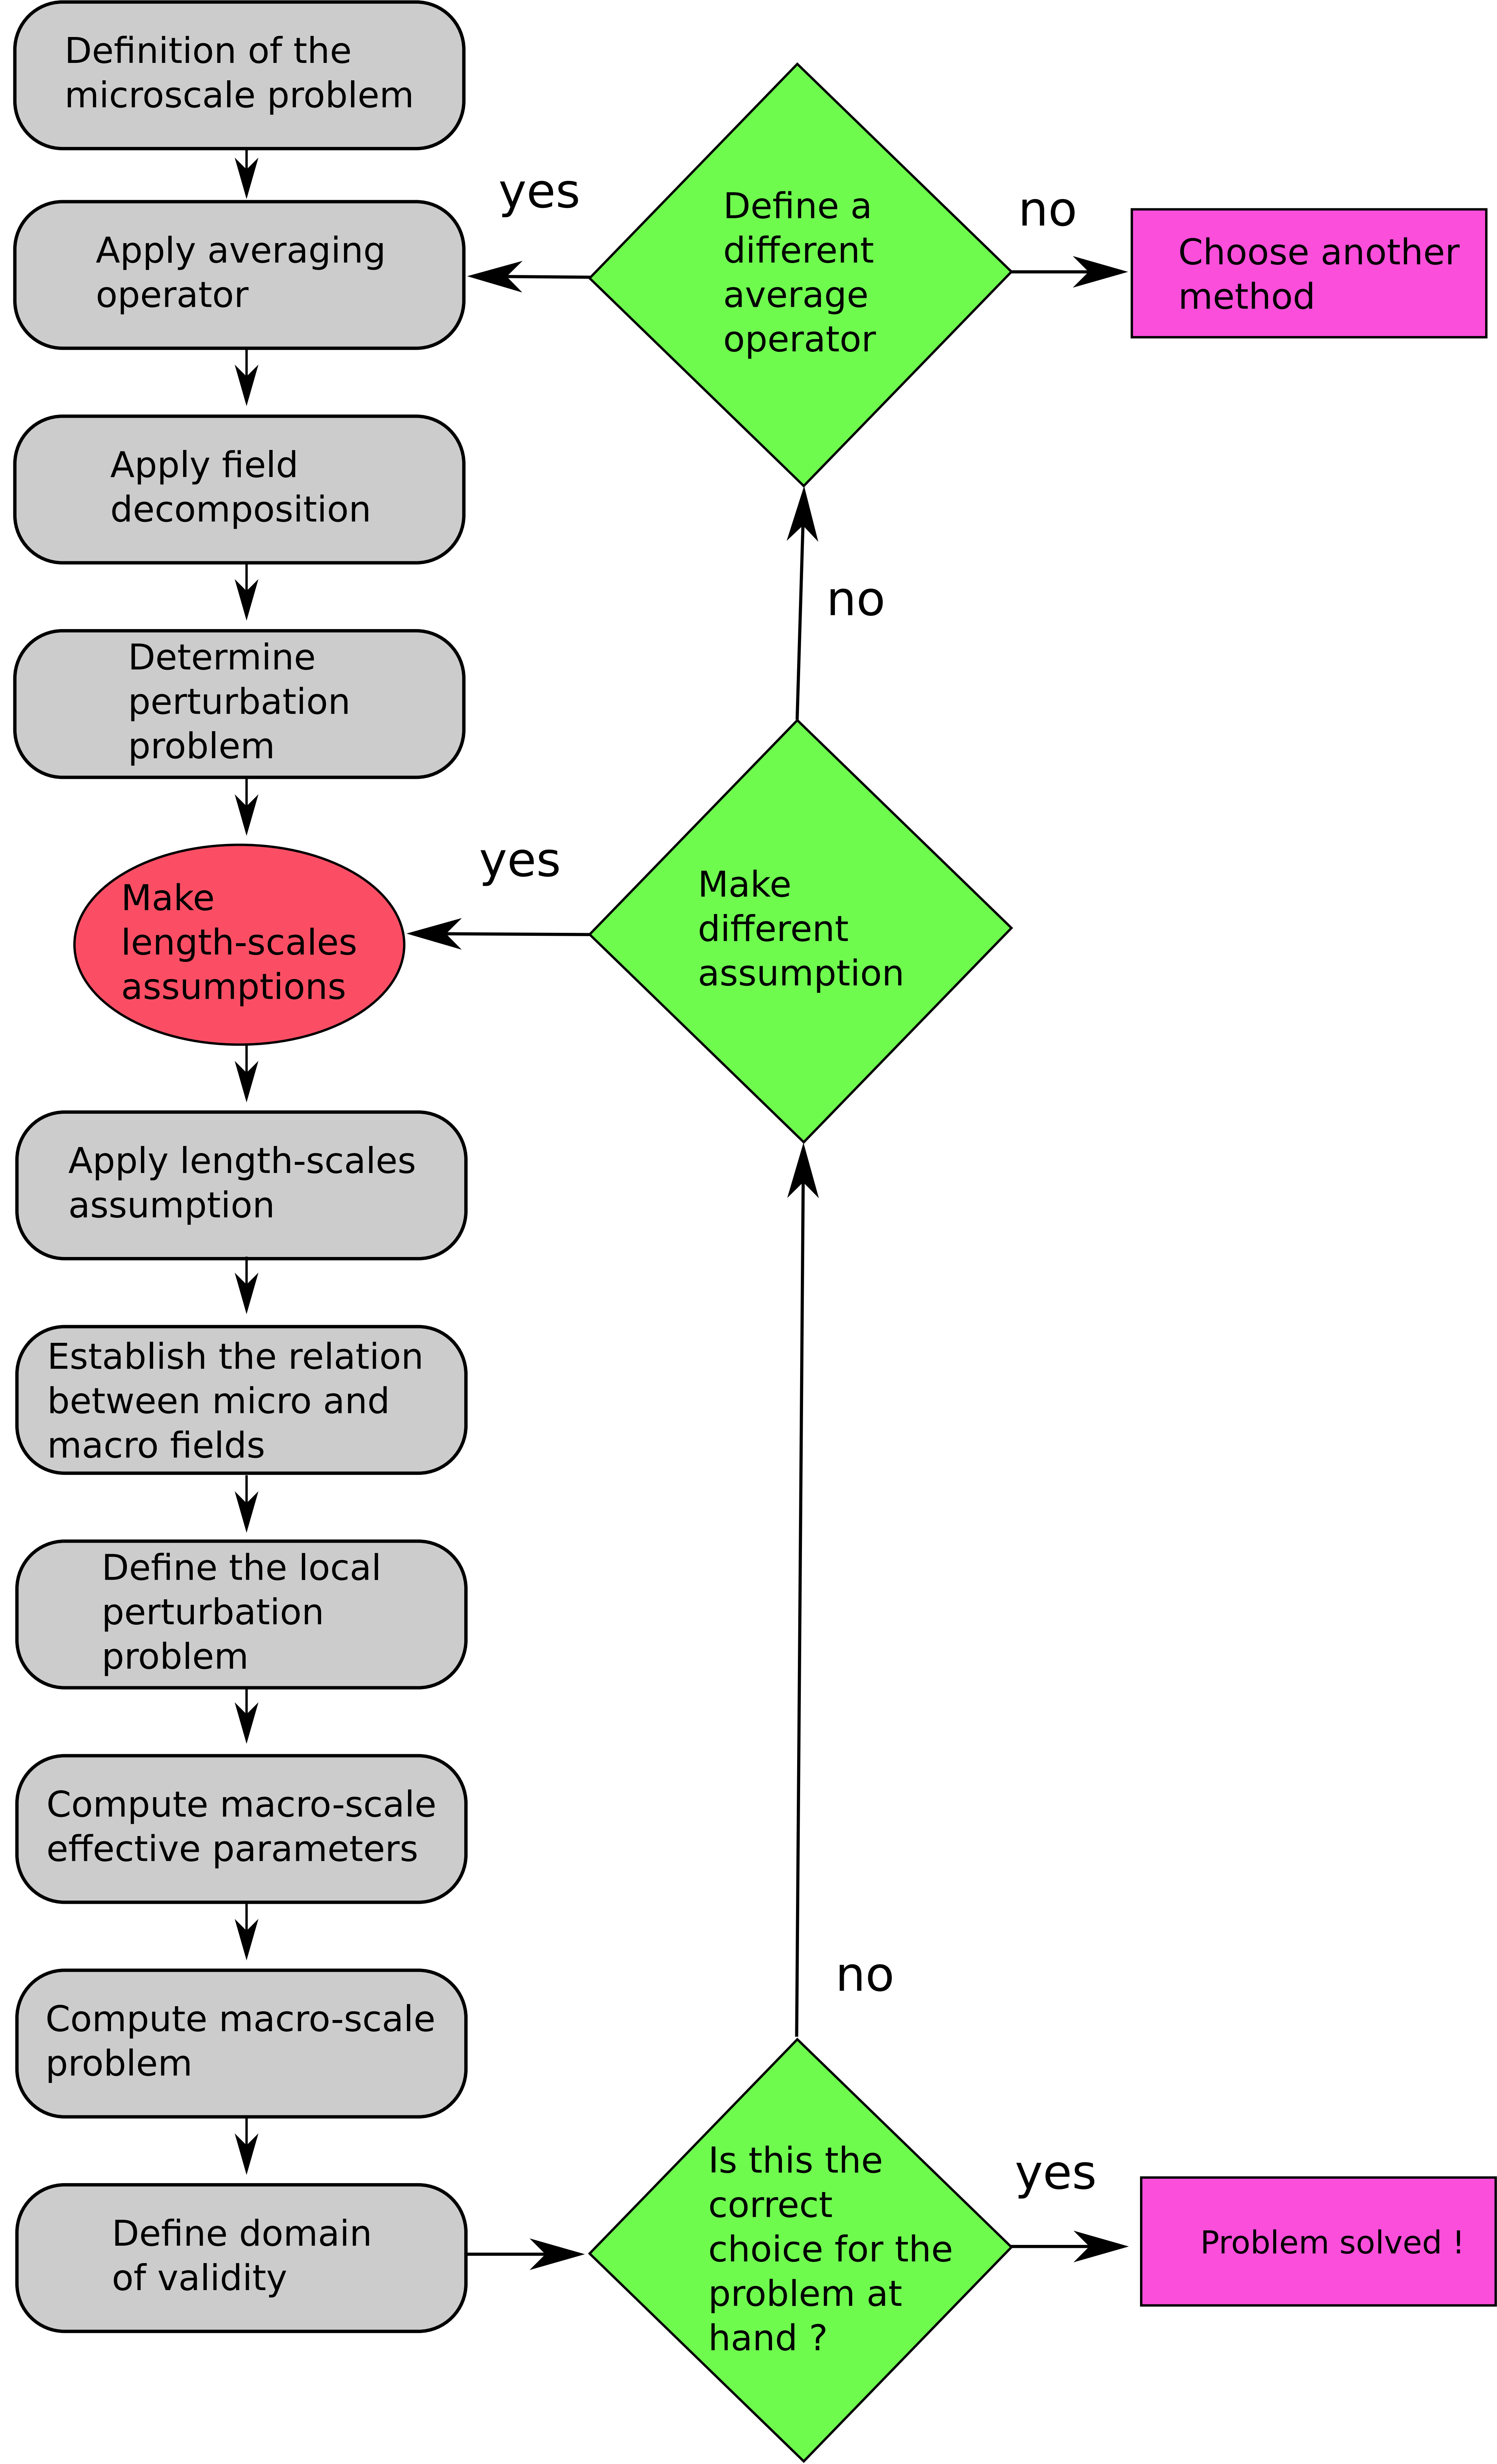 Definition of the
microscale problem
Apply averaging
operator
Apply field
decomposition
Determine
perturbation
problem
Make
length-scales
assumptions
Apply length-scales
assumption
Establish the relation
between micro and
macro fields
Define the local
perturbation
problem
Compute macro-scale
effective parameters
Compute macro-scale
problem
Define domain
of validity
yes
Define a
different
average
operator
no
Choose another
method
no
yes
Make
different
assumption
no
Is this the
correct
choice for the
problem at
hand ?
yes
Problem solved !